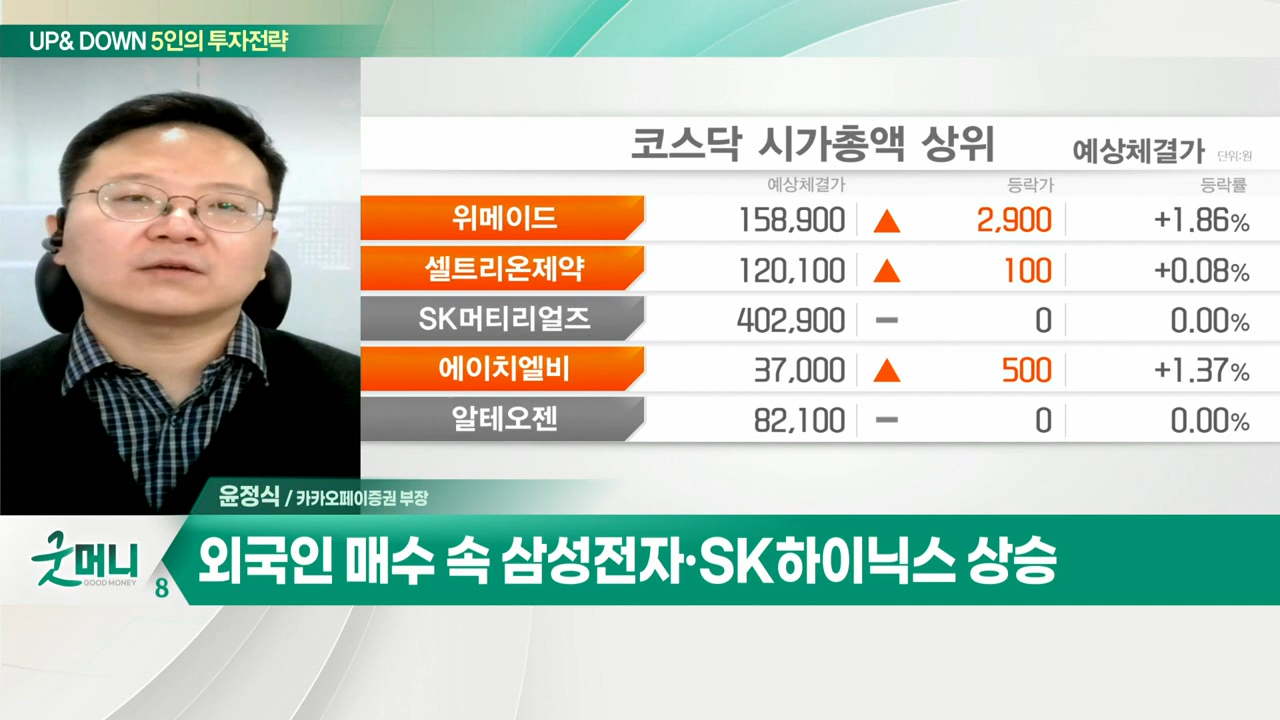 UP& DOWN 5인의 투자전략
코스닥 시가총액 상위 예상체결가 단위:원
예상체결가 등락가 등락률
위메이드 158,900 ▲ 2,900 +1.86%
셀트리온제약 120,100 ▲ 100 +0.08%
SK머티리얼즈 402,900 － 0 0.00%
에이치엘비 37,000 ▲ 500 +1.37%
알테오젠 82,100 － 0 0.00%
윤정식 / 카카오페이증권 부장
굿머니 GOOD MONEY 8
외국인 매수 속 삼성전자·SK하이닉스 상승